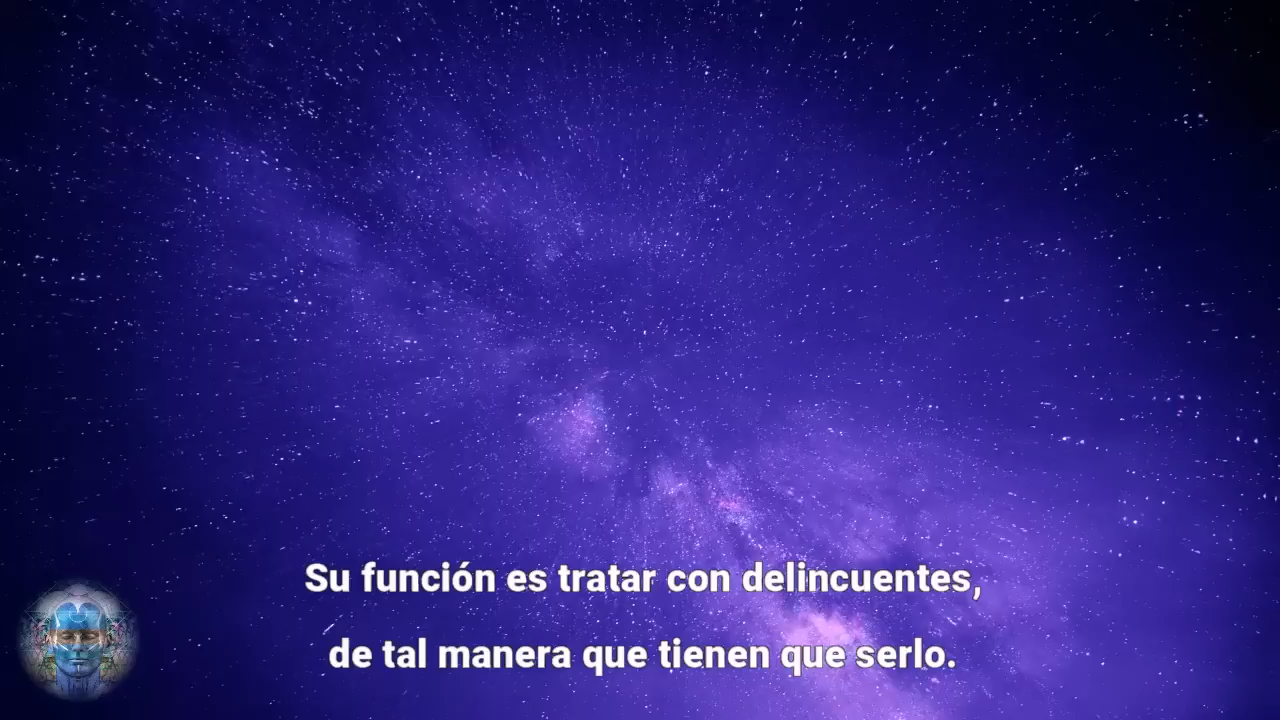 Su función es tratar con delincuentes,
de tal manera que tienen que serlo.